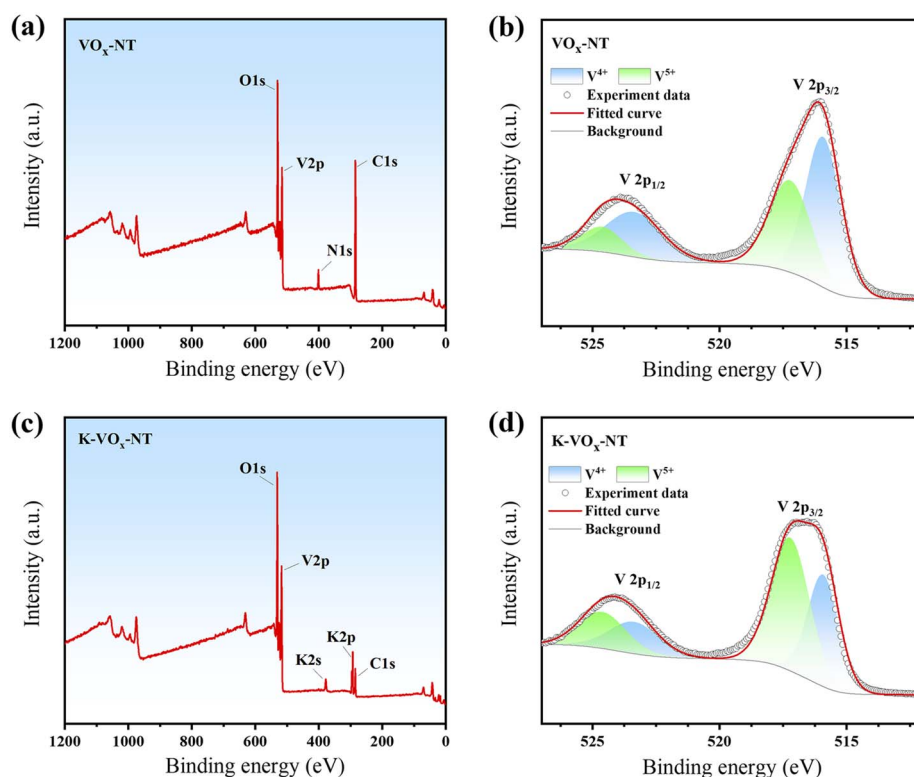 (a)
VOₓ-NT
O1s
V2p
C1s
N1s
Intensity (a.u.)
1200 1000 800 600 400 200 0
Binding energy (eV)
(b)
VOₓ-NT
V⁴⁺ V⁵⁺
Experiment data
Fitted curve
Background
V 2p₃/₂
V 2p₁/₂
Intensity (a.u.)
525 520 515
Binding energy (eV)
(c)
K-VOₓ-NT
O1s
V2p
K2p
K2s
C1s
Intensity (a.u.)
1200 1000 800 600 400 200 0
Binding energy (eV)
(d)
K-VOₓ-NT
V⁴⁺ V⁵⁺
Experiment data
Fitted curve
Background
V 2p₃/₂
V 2p₁/₂
Intensity (a.u.)
525 520 515
Binding energy (eV)